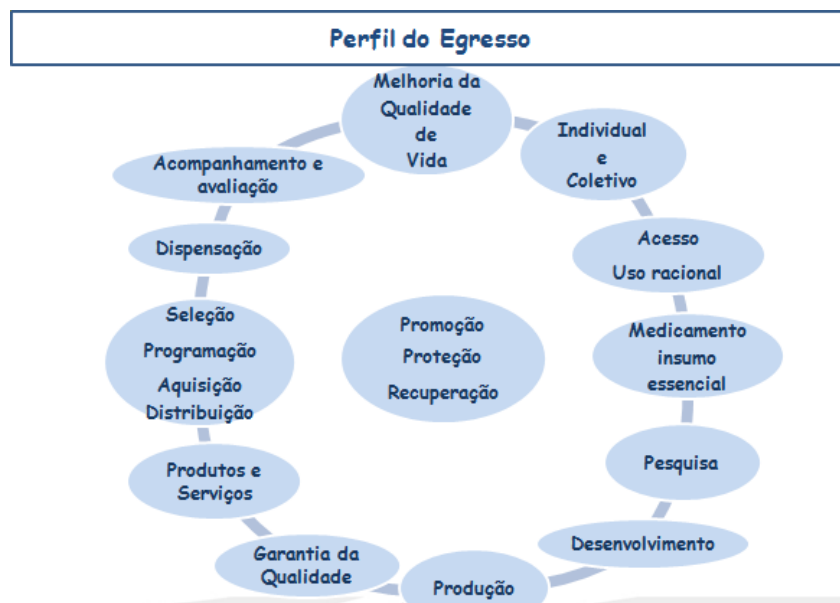 Perfil do Egresso
Melhoria da
Qualidade
de
Vida
Individual
e
Coletivo
Acesso
Uso racional
Medicamento
insumo
essencial
Pesquisa
Desenvolvimento
Produção
Garantia da
Qualidade
Produtos e
Serviços
Seleção
Programação
Aquisição
Distribuição
Dispensação
Acompanhamento e
avaliação
Promoção
Proteção
Recuperação